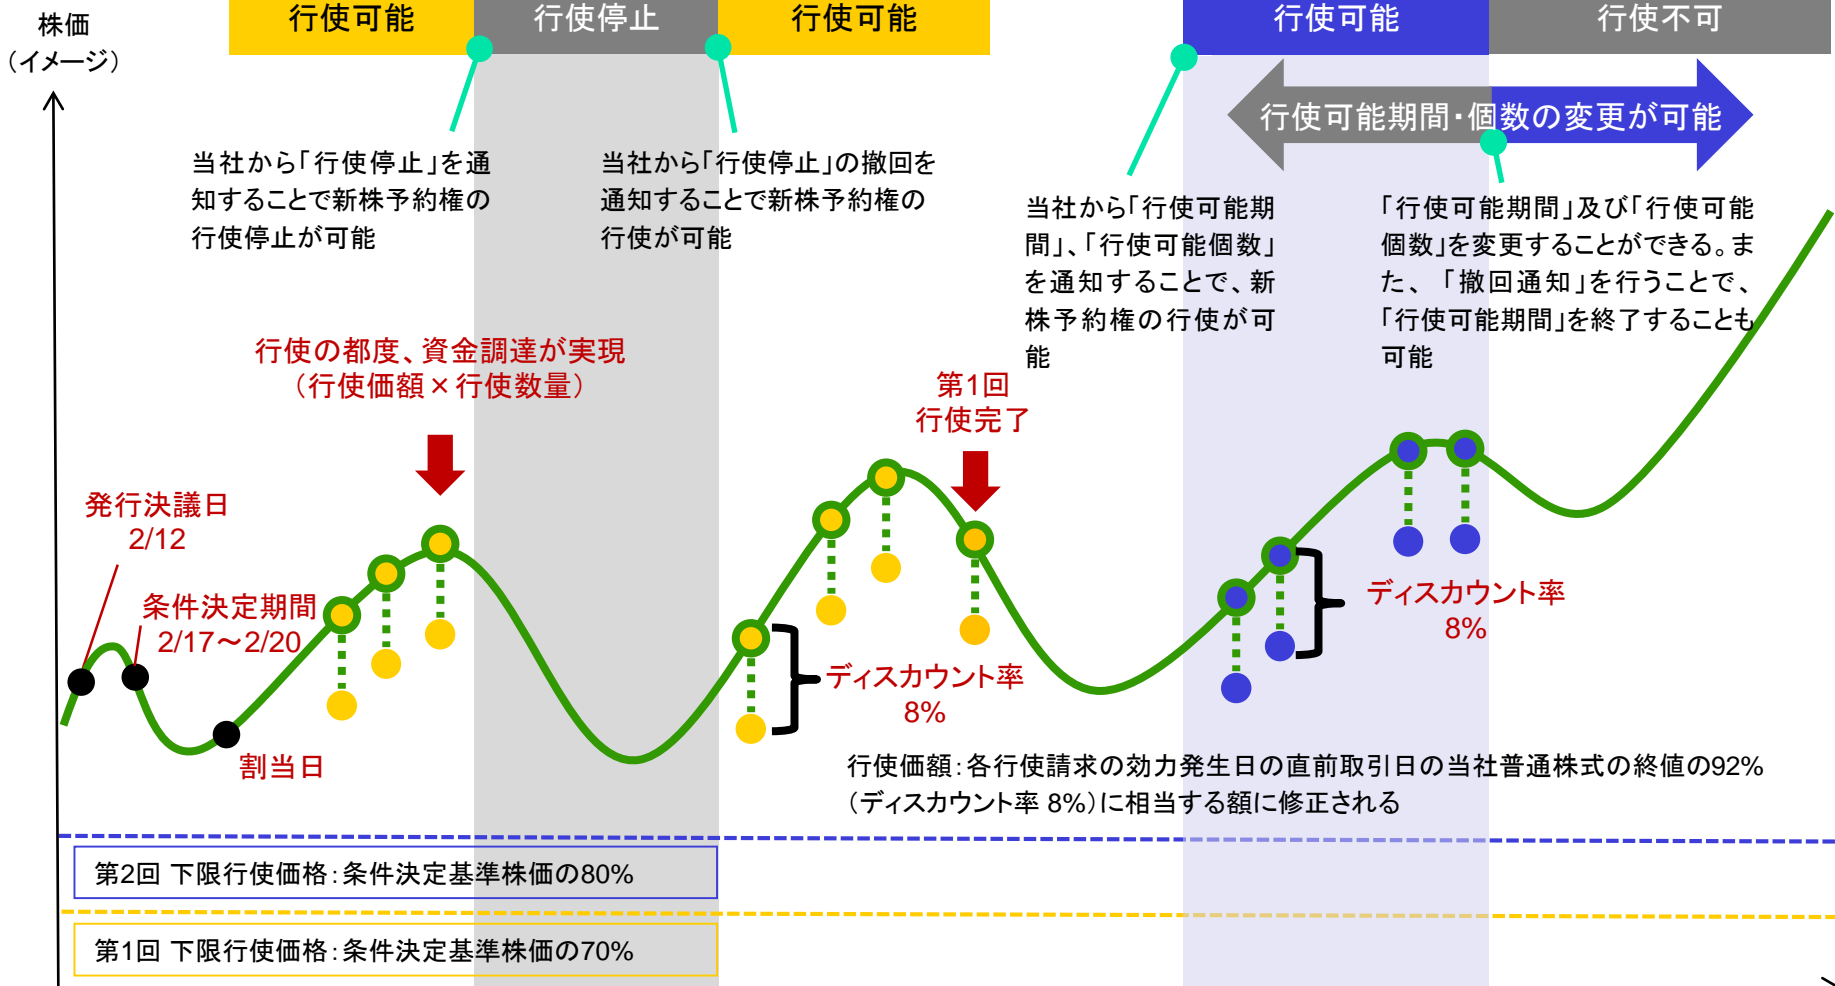 株価
（イメージ）
行使可能
行使停止
行使可能
行使可能
行使不可
行使可能期間・個数の変更が可能
当社から「行使停止」を通
知することで新株予約権の
行使停止が可能
当社から「行使停止」の撤回を
通知することで新株予約権の
行使が可能
当社から「行使可能期
間」、「行使可能個数」
を通知することで、新
株予約権の行使が可
能
「行使可能期間」及び「行使可能
個数」を変更することができる。ま
た、「撤回通知」を行うことで、
「行使可能期間」を終了することも
可能
行使の都度、資金調達が実現
（行使価額×行使数量）
第1回
行使完了
発行決議日
2/12
条件決定期間
2/17～2/20
割当日
ディスカウント率
8%
ディスカウント率
8%
行使価額：各行使請求の効力発生日の直前取引日の当社普通株式の終値の92%
（ディスカウント率 8%）に相当する額に修正される
第2回 下限行使価格：条件決定基準株価の80%
第1回 下限行使価格：条件決定基準株価の70%